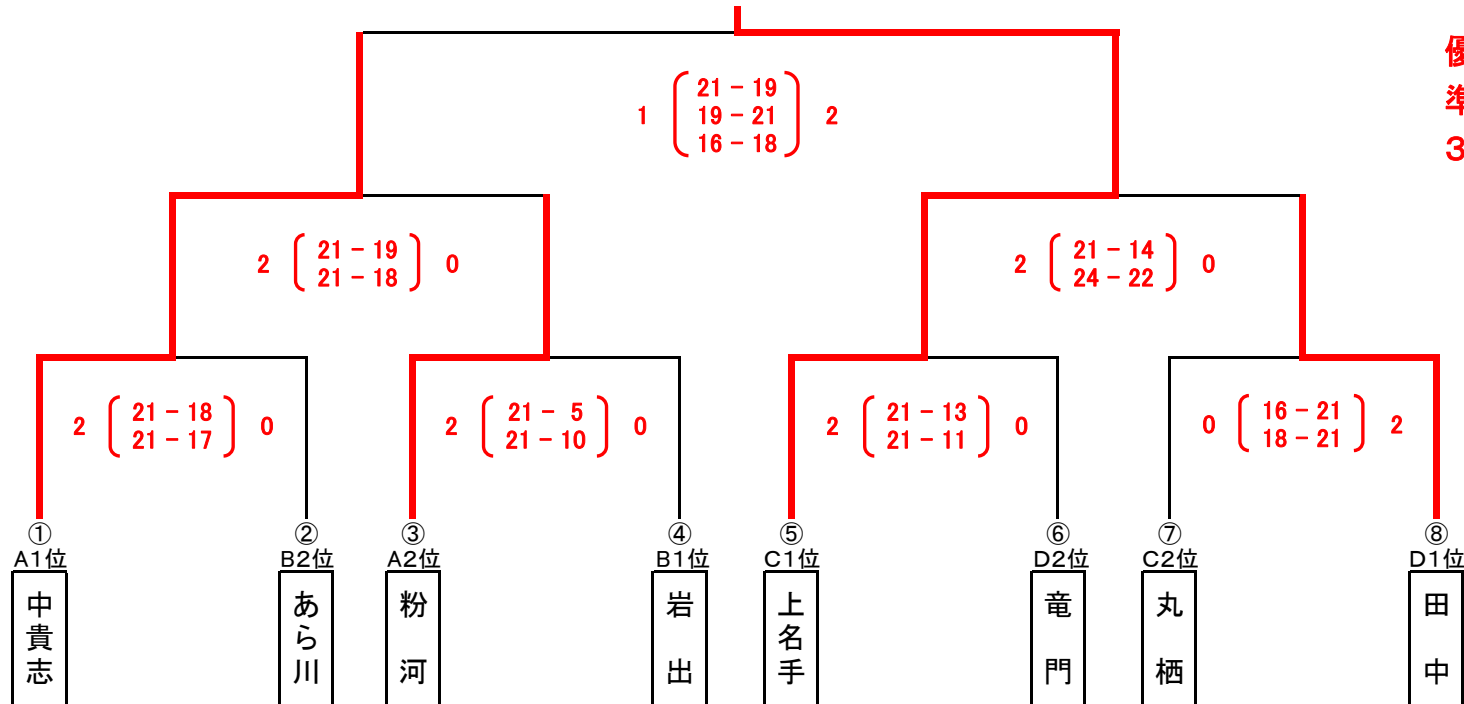 優
準
3
21 - 19
1 19 - 21 2
16 - 18
2 21 - 19 0
21 - 18
2 21 - 14 0
24 - 22
2 21 - 18 0
21 - 17
2 21 - 5 0
21 - 10
2 21 - 13 0
21 - 11
0 16 - 21 2
18 - 21
① ② ③ ④ ⑤ ⑥ ⑦ ⑧
A1位 B2位 A2位 B1位 C1位 D2位 C2位 D1位
中貴志
あら川
粉河
岩出
上名手
竜門
丸栖
田中